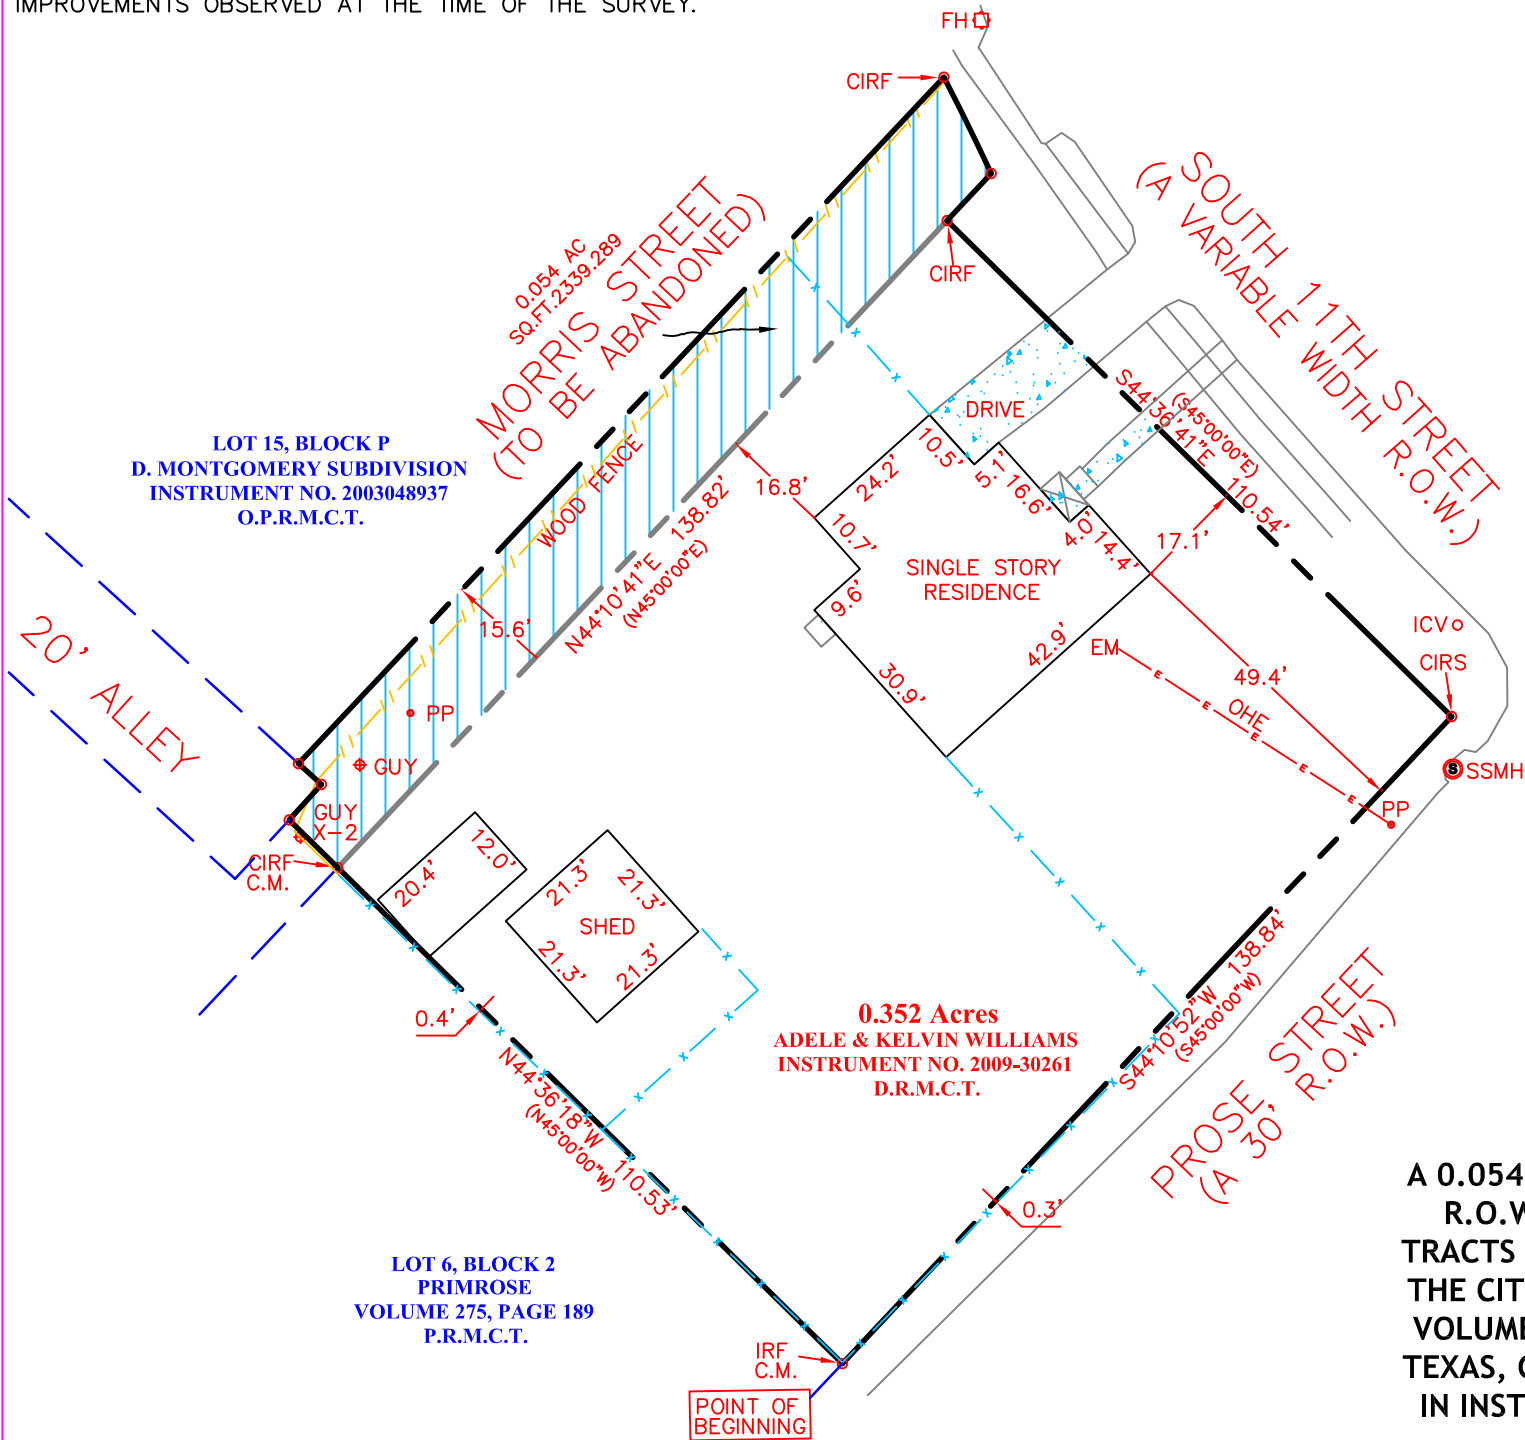 IMPROVEMENTS OBSERVED AT THE TIME OF THE SURVEY.
FH
CIRF
SOUTH 11TH STREET
(A VARIABLE WIDTH R.O.W.)
0.054 AC
SQ.FT.2339.289
MORRIS STREET
(TO BE ABANDONED)
CIRF
LOT 15, BLOCK P
D. MONTGOMERY SUBDIVISION
INSTRUMENT NO. 2003048937
O.P.R.M.C.T.
WOOD FENCE
DRIVE
S44°36'41"E 110.54'
(S45°00'00"E)
10.5'
5.1'
16.6'
4.0'
14.4'
24.2'
16.8'
10.7'
17.1'
SINGLE STORY
RESIDENCE
9.6'
N44°10'41"E 138.82'
(N45°00'00"E)
15.6'
42.9'
30.9'
EM
ICV
CIRS
49.4'
OHE
20' ALLEY
PP
GUY
SSMH
PP
GUY
X-2
CIRF
C.M.
12.0'
20.4'
21.3'
21.3'
SHED
21.3'
21.3'
S44°10'52"W 138.84'
(S45°00'00"W)
0.4'
0.352 Acres
ADELE & KELVIN WILLIAMS
INSTRUMENT NO. 2009-30261
D.R.M.C.T.
PROSE STREET
(A 30' R.O.W.)
N44°36'18"W 110.53'
(N45°00'00"W)
0.3'
LOT 6, BLOCK 2
PRIMROSE
VOLUME 275, PAGE 189
P.R.M.C.T.
IRF
C.M.
POINT OF
BEGINNING
A 0.054
R.O.W
TRACTS
THE CIT
VOLUME
TEXAS,
IN INST